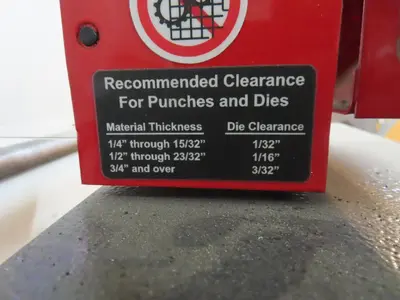 Recommended Clearance
For Punches and Dies
Material Thickness Die Clearance
1/4” through 15/32” 1/32”
1/2” through 23/32” 1/16”
3/4” and over 3/32”